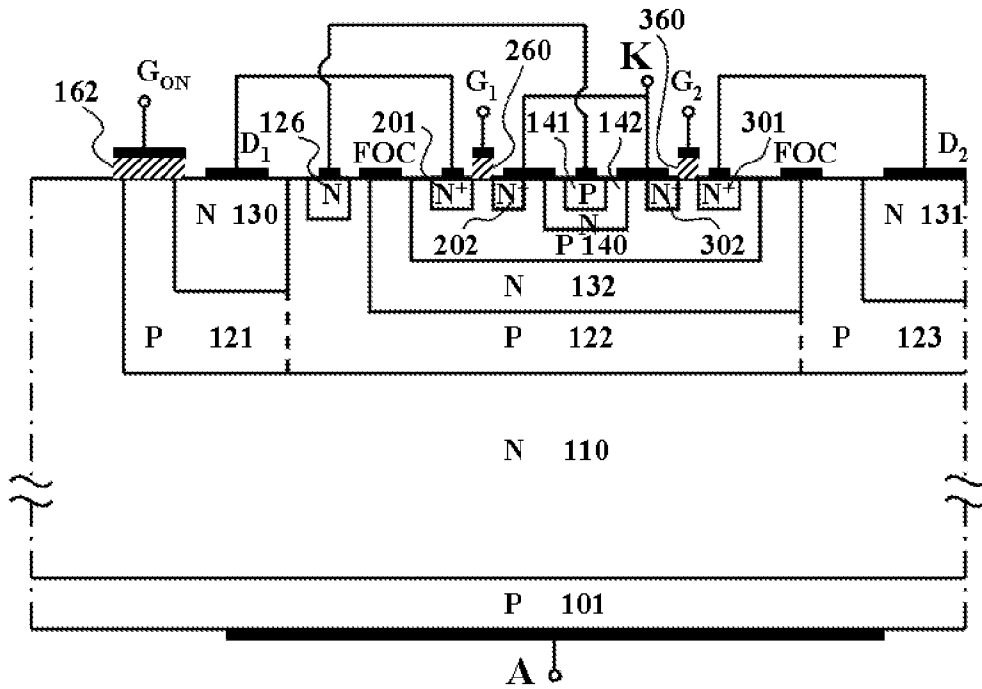 360
260
K
G_ON
G_1
G_2
162
126
201
141
142
301
D_1
FOC
FOC
D_2
N
N⁺
N⁺
P
N⁺
N⁺
N 130
N
N 131
202
P 140
302
N 132
P 121
P 122
P 123
N 110
P 101
A